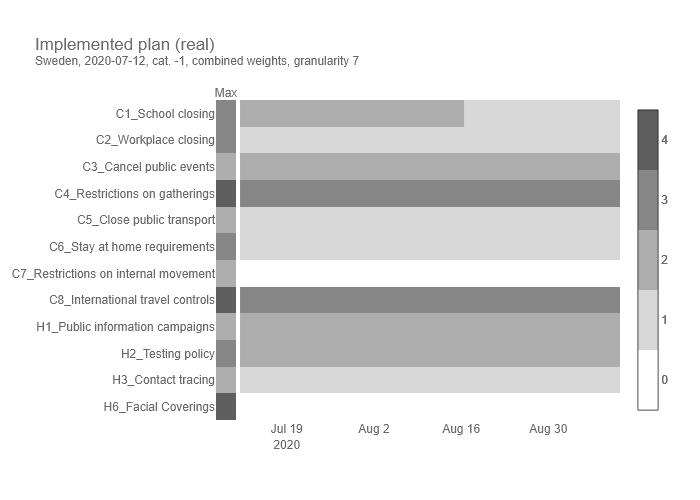 Implemented plan (real)
Sweden, 2020-07-12, cat. -1, combined weights, granularity 7
Max
C1_School closing
C2_Workplace closing
C3_Cancel public events
C4_Restrictions on gatherings
C5_Close public transport
C6_Stay at home requirements
C7_Restrictions on internal movement
C8_International travel controls
H1_Public information campaigns
H2_Testing policy
H3_Contact tracing
H6_Facial Coverings
Jul 19 Aug 2 Aug 16 Aug 30
2020
4
3
2
1
0